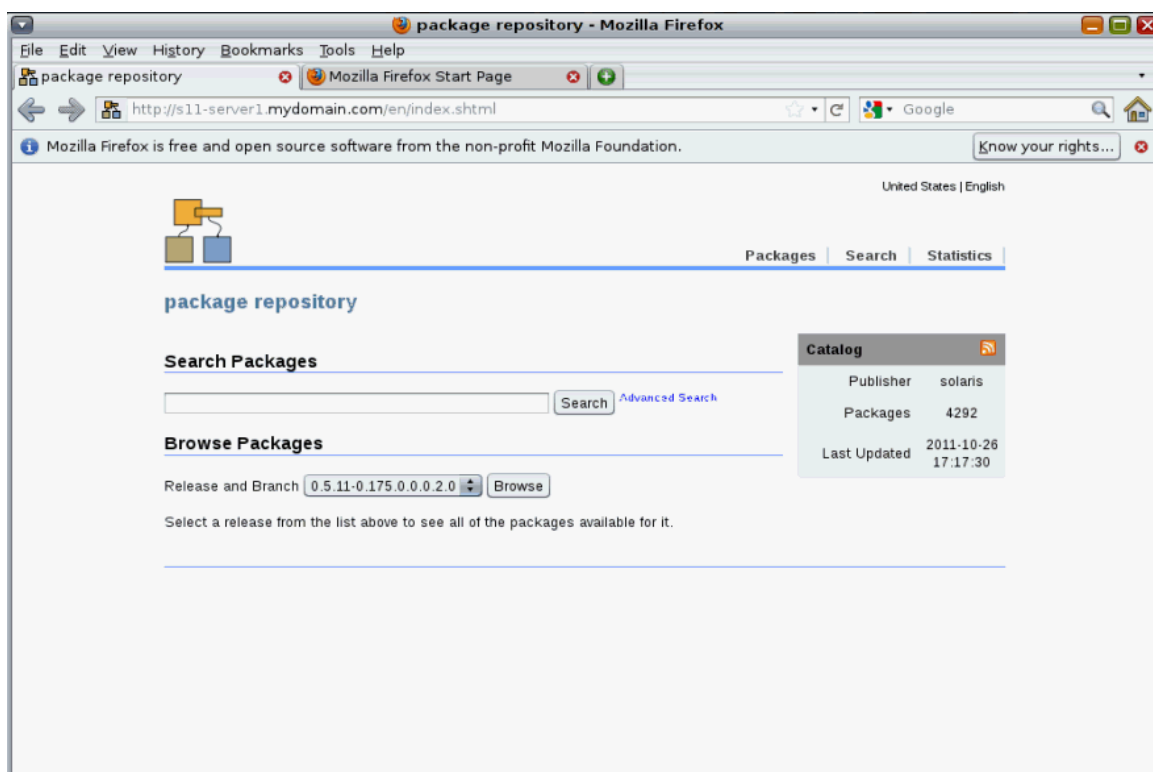 package repository - Mozilla Firefox
File Edit View History Bookmarks Tools Help
package repository Mozilla Firefox Start Page
http://s11-server1.mydomain.com/en/index.shtml Google
Mozilla Firefox is free and open source software from the non-profit Mozilla Foundation. Know your rights...
United States | English
Packages Search Statistics
package repository
Search Packages
Search Advanced Search
Browse Packages
Release and Branch 0.5.11-0.175.0.0.0.2.0 Browse
Select a release from the list above to see all of the packages available for it.
Catalog
Publisher solaris
Packages 4292
Last Updated 2011-10-26
17:17:30